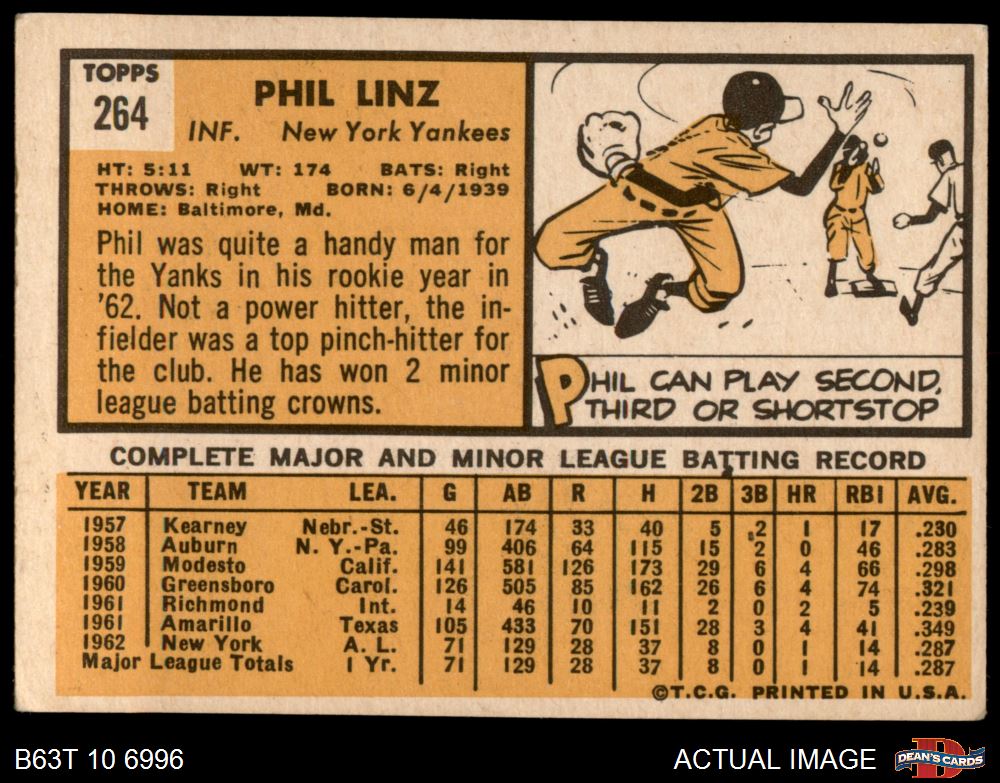 TOPPS
264
PHIL LINZ
INF. New York Yankees
HT: 5:11 WT: 174 BATS: Right
THROWS: Right BORN: 6/4/1939
HOME: Baltimore, Md.
Phil was quite a handy man for
the Yanks in his rookie year in
'62. Not a power hitter, the in-
fielder was a top pinch-hitter for
the club. He has won 2 minor
league batting crowns.
PHIL CAN PLAY SECOND,
THIRD OR SHORTSTOP
COMPLETE MAJOR AND MINOR LEAGUE BATTING RECORD
YEAR TEAM LEA. G AB R H 2B 3B HR RBI AVG.
1957 Kearney Nebr.-St. 46 174 33 40 5 2 1 17 .230
1958 Auburn N. Y.-Pa. 99 406 64 115 15 2 0 46 .283
1959 Modesto Calif. 141 581 126 173 29 6 4 66 .298
1960 Greensboro Carol. 126 505 85 162 26 6 4 74 .321
1961 Richmond Int. 14 46 10 11 2 0 2 5 .239
1961 Amarillo Texas 105 433 70 151 28 3 4 41 .349
1962 New York A. L. 71 129 28 37 8 0 1 14 .287
Major League Totals 1 Yr. 71 129 28 37 8 0 1 14 .287
©T.C.G. PRINTED IN U.S.A.
B63T 10 6996
ACTUAL IMAGE
D
DEAN'S CARDS